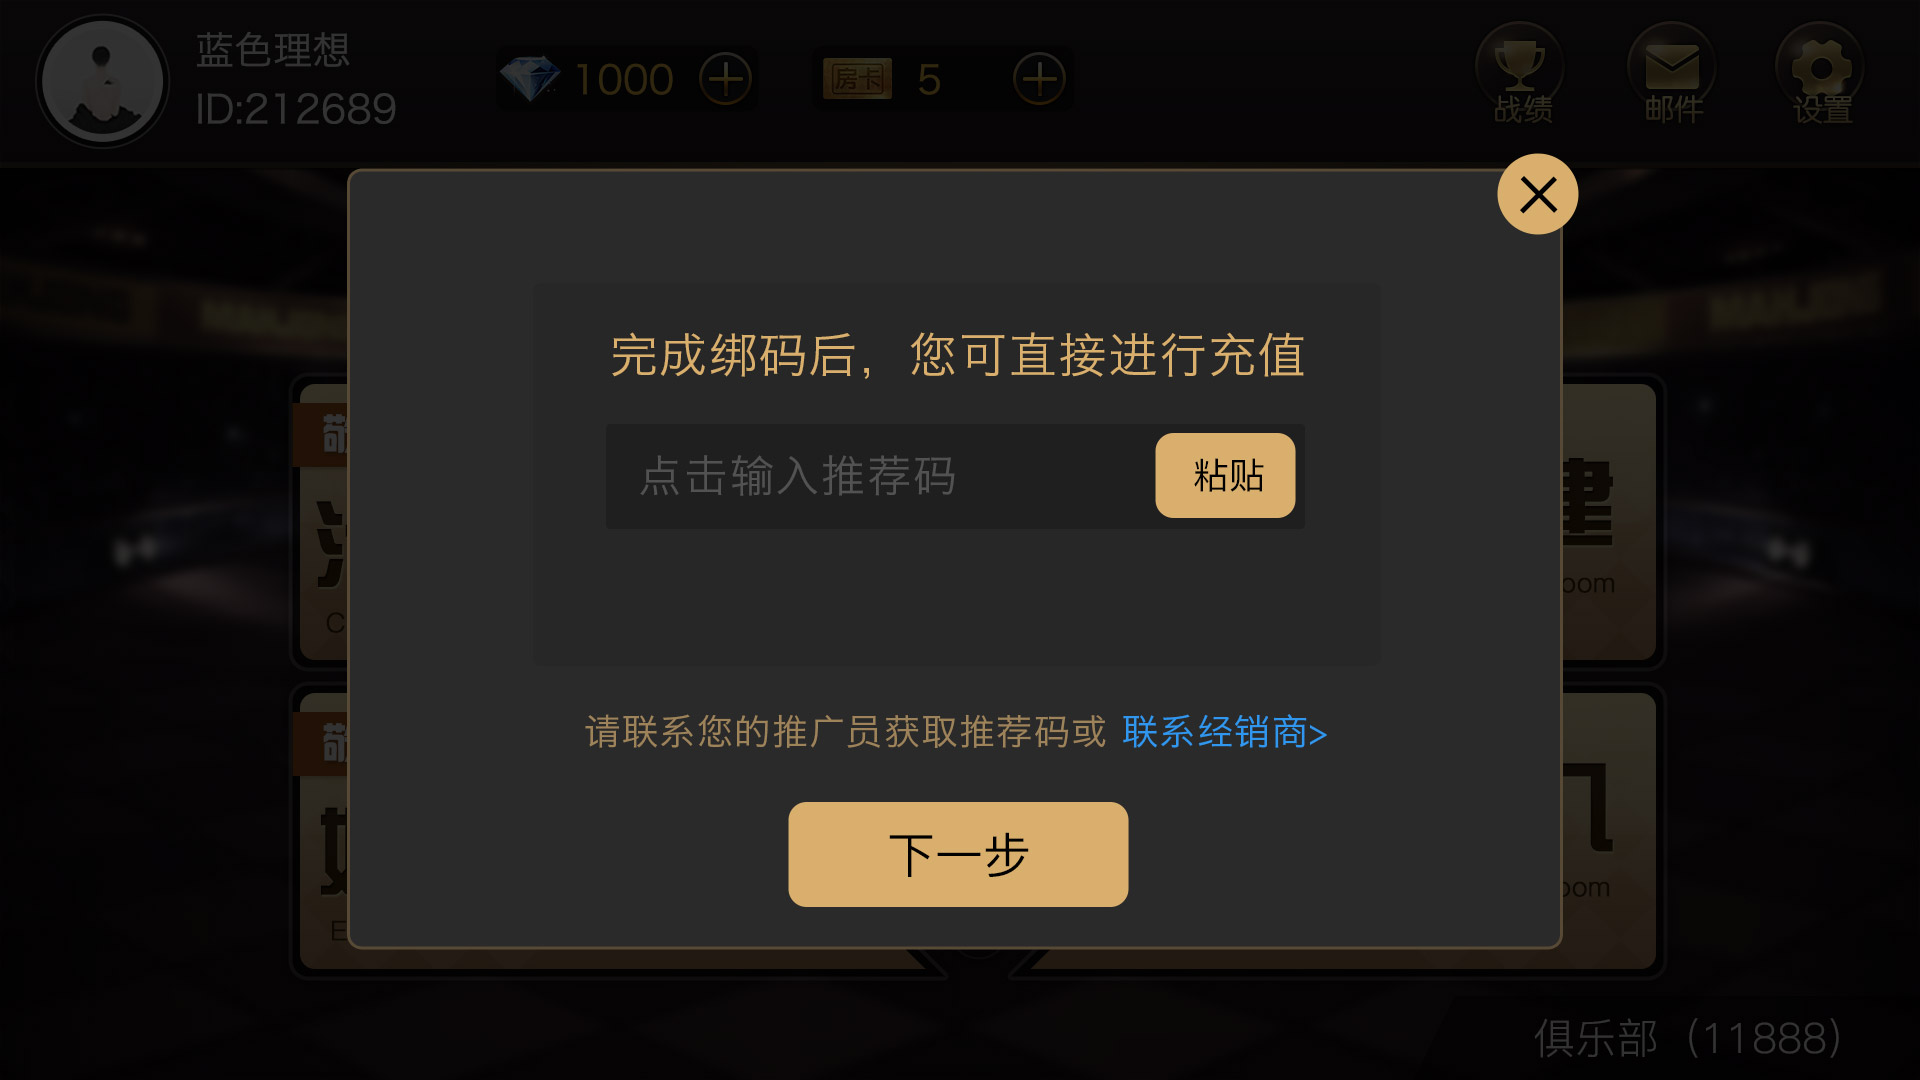 蓝色理想
ID:212689
1000
房卡
5
战绩
邮件
设置
完成绑码后，您可直接进行充值
点击输入推荐码
粘贴
请联系您的推广员获取推荐码或 联系经销商>
下一步
俱乐部（11888）